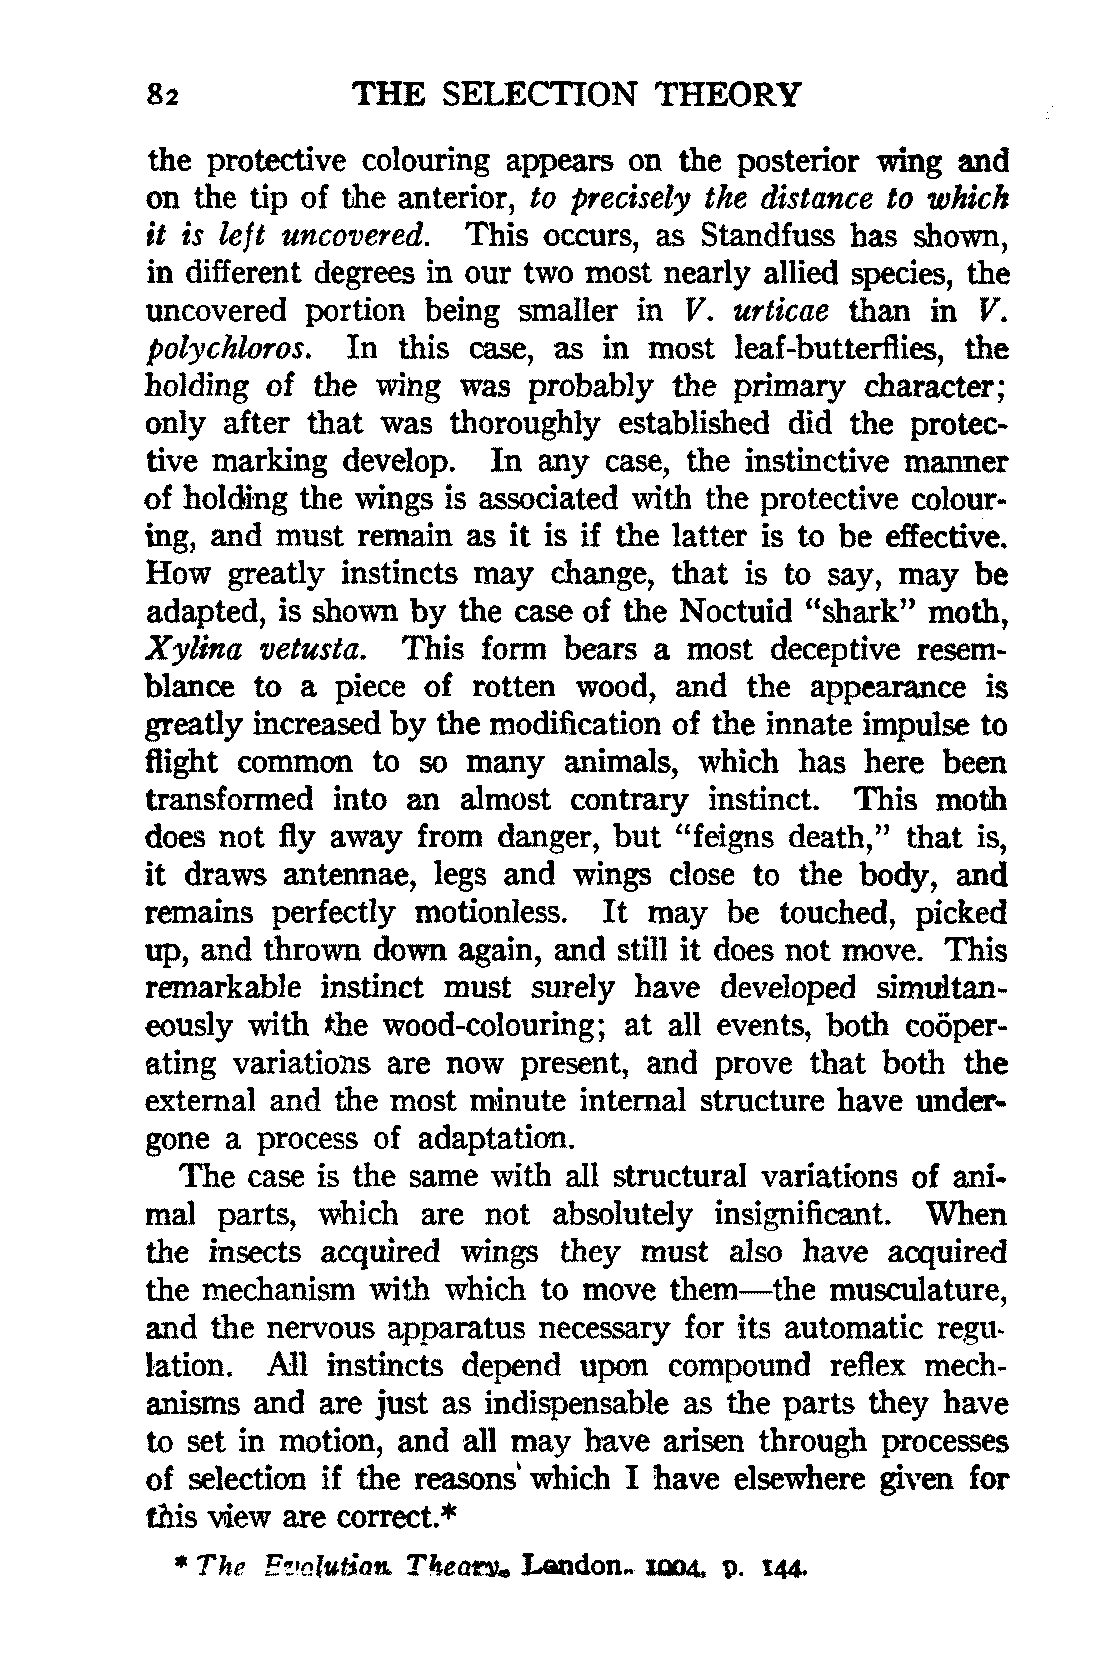 82 THE SELECTION THEORY
the protective colouring appears on the posterior wing and
on the tip of the anterior, to precisely the distance to which
it is left uncovered. This occurs, as Standfuss has shown,
in different degrees in our two most nearly allied species, the
uncovered portion being smaller in V. urticae than in V.
polychloros. In this case, as in most leaf-butterflies, the
holding of the wing was probably the primary character;
only after that was thoroughly established did the protec-
tive marking develop. In any case, the instinctive manner
of holding the wings is associated with the protective colour-
ing, and must remain as it is if the latter is to be effective.
How greatly instincts may change, that is to say, may be
adapted, is shown by the case of the Noctuid “shark” moth,
Xylina vetusta. This form bears a most deceptive resem-
blance to a piece of rotten wood, and the appearance is
greatly increased by the modification of the innate impulse to
flight common to so many animals, which has here been
transformed into an almost contrary instinct. This moth
does not fly away from danger, but “feigns death,” that is,
it draws antennae, legs and wings close to the body, and
remains perfectly motionless. It may be touched, picked
up, and thrown down again, and still it does not move. This
remarkable instinct must surely have developed simultan-
eously with the wood-colouring; at all events, both coöper-
ating variations are now present, and prove that both the
external and the most minute internal structure have under-
gone a process of adaptation.
The case is the same with all structural variations of ani-
mal parts, which are not absolutely insignificant. When
the insects acquired wings they must also have acquired
the mechanism with which to move them—the musculature,
and the nervous apparatus necessary for its automatic regu-
lation. All instincts depend upon compound reflex mech-
anisms and are just as indispensable as the parts they have
to set in motion, and all may have arisen through processes
of selection if the reasons which I have elsewhere given for
this view are correct.*
* The Evolution Theory. London. 1904. p. 144.